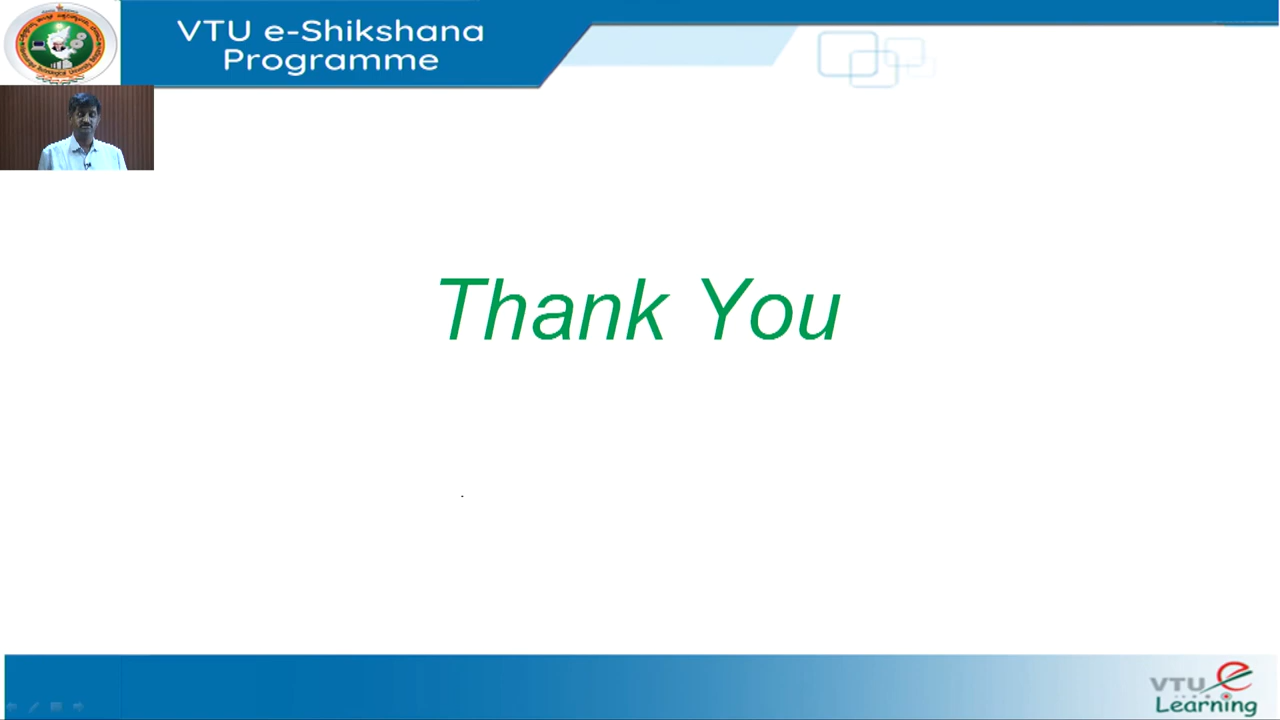 VTU e-Shikshana
Programme
Thank You
VTU
Learning